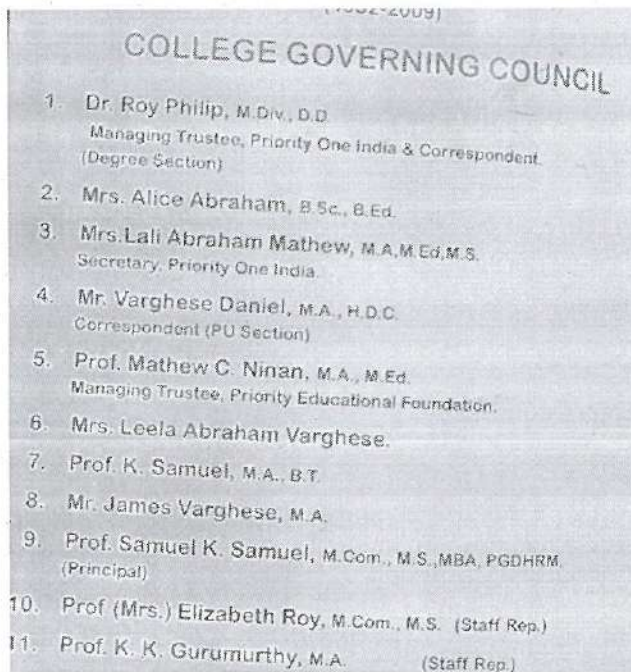 (1932-2009)
COLLEGE GOVERNING COUNCIL
1. Dr. Roy Philip, M.Div., D.D.
Managing Trustee, Priority One India & Correspondent.
(Degree Section)
2. Mrs. Alice Abraham, B.Sc., B.Ed.
3. Mrs.Lali Abraham Mathew, M.A,M.Ed,M.S.
Secretary, Priority One India.
4. Mr. Varghese Daniel, M.A., H.D.C.
Correspondent (PU Section)
5. Prof. Mathew C. Ninan, M.A., M.Ed.
Managing Trustee, Priority Educational Foundation.
6. Mrs. Leela Abraham Varghese.
7. Prof. K. Samuel, M.A., B.T.
8. Mr. James Varghese, M.A.
9. Prof. Samuel K. Samuel, M.Com., M.S.,MBA, PGDHRM.
(Principal)
10. Prof (Mrs.) Elizabeth Roy, M.Com., M.S. (Staff Rep.)
11. Prof. K. K. Gurumurthy, M.A. (Staff Rep.)